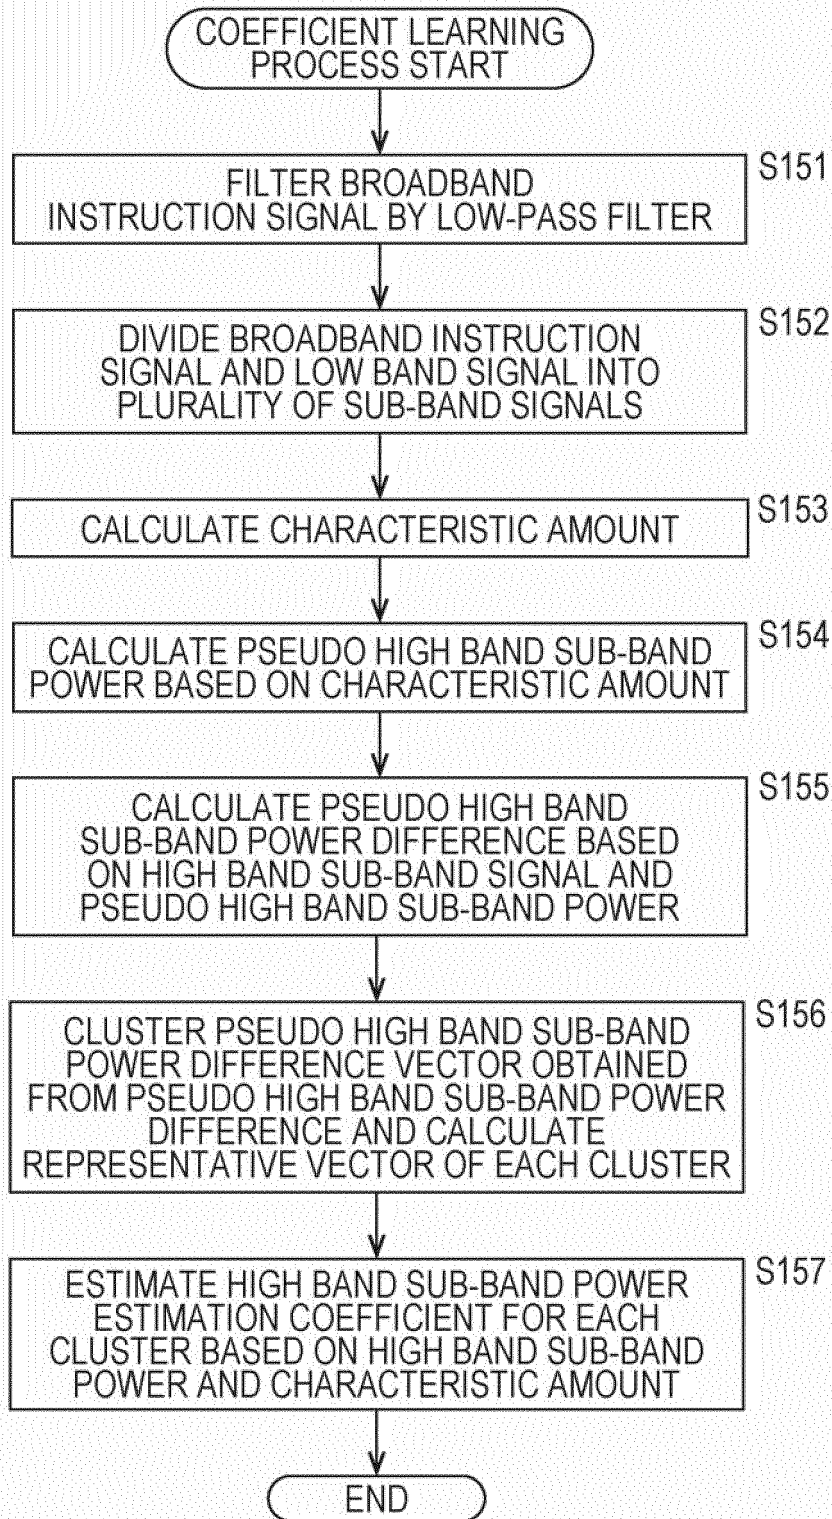 COEFFICIENT LEARNING
PROCESS START
S151
FILTER BROADBAND
INSTRUCTION SIGNAL BY LOW-PASS FILTER
S152
DIVIDE BROADBAND INSTRUCTION
SIGNAL AND LOW BAND SIGNAL INTO
PLURALITY OF SUB-BAND SIGNALS
S153
CALCULATE CHARACTERISTIC AMOUNT
S154
CALCULATE PSEUDO HIGH BAND SUB-BAND
POWER BASED ON CHARACTERISTIC AMOUNT
S155
CALCULATE PSEUDO HIGH BAND
SUB-BAND POWER DIFFERENCE BASED
ON HIGH BAND SUB-BAND SIGNAL AND
PSEUDO HIGH BAND SUB-BAND POWER
S156
CLUSTER PSEUDO HIGH BAND SUB-BAND
POWER DIFFERENCE VECTOR OBTAINED
FROM PSEUDO HIGH BAND SUB-BAND POWER
DIFFERENCE AND CALCULATE
REPRESENTATIVE VECTOR OF EACH CLUSTER
S157
ESTIMATE HIGH BAND SUB-BAND POWER
ESTIMATION COEFFICIENT FOR EACH
CLUSTER BASED ON HIGH BAND SUB-BAND
POWER AND CHARACTERISTIC AMOUNT
END